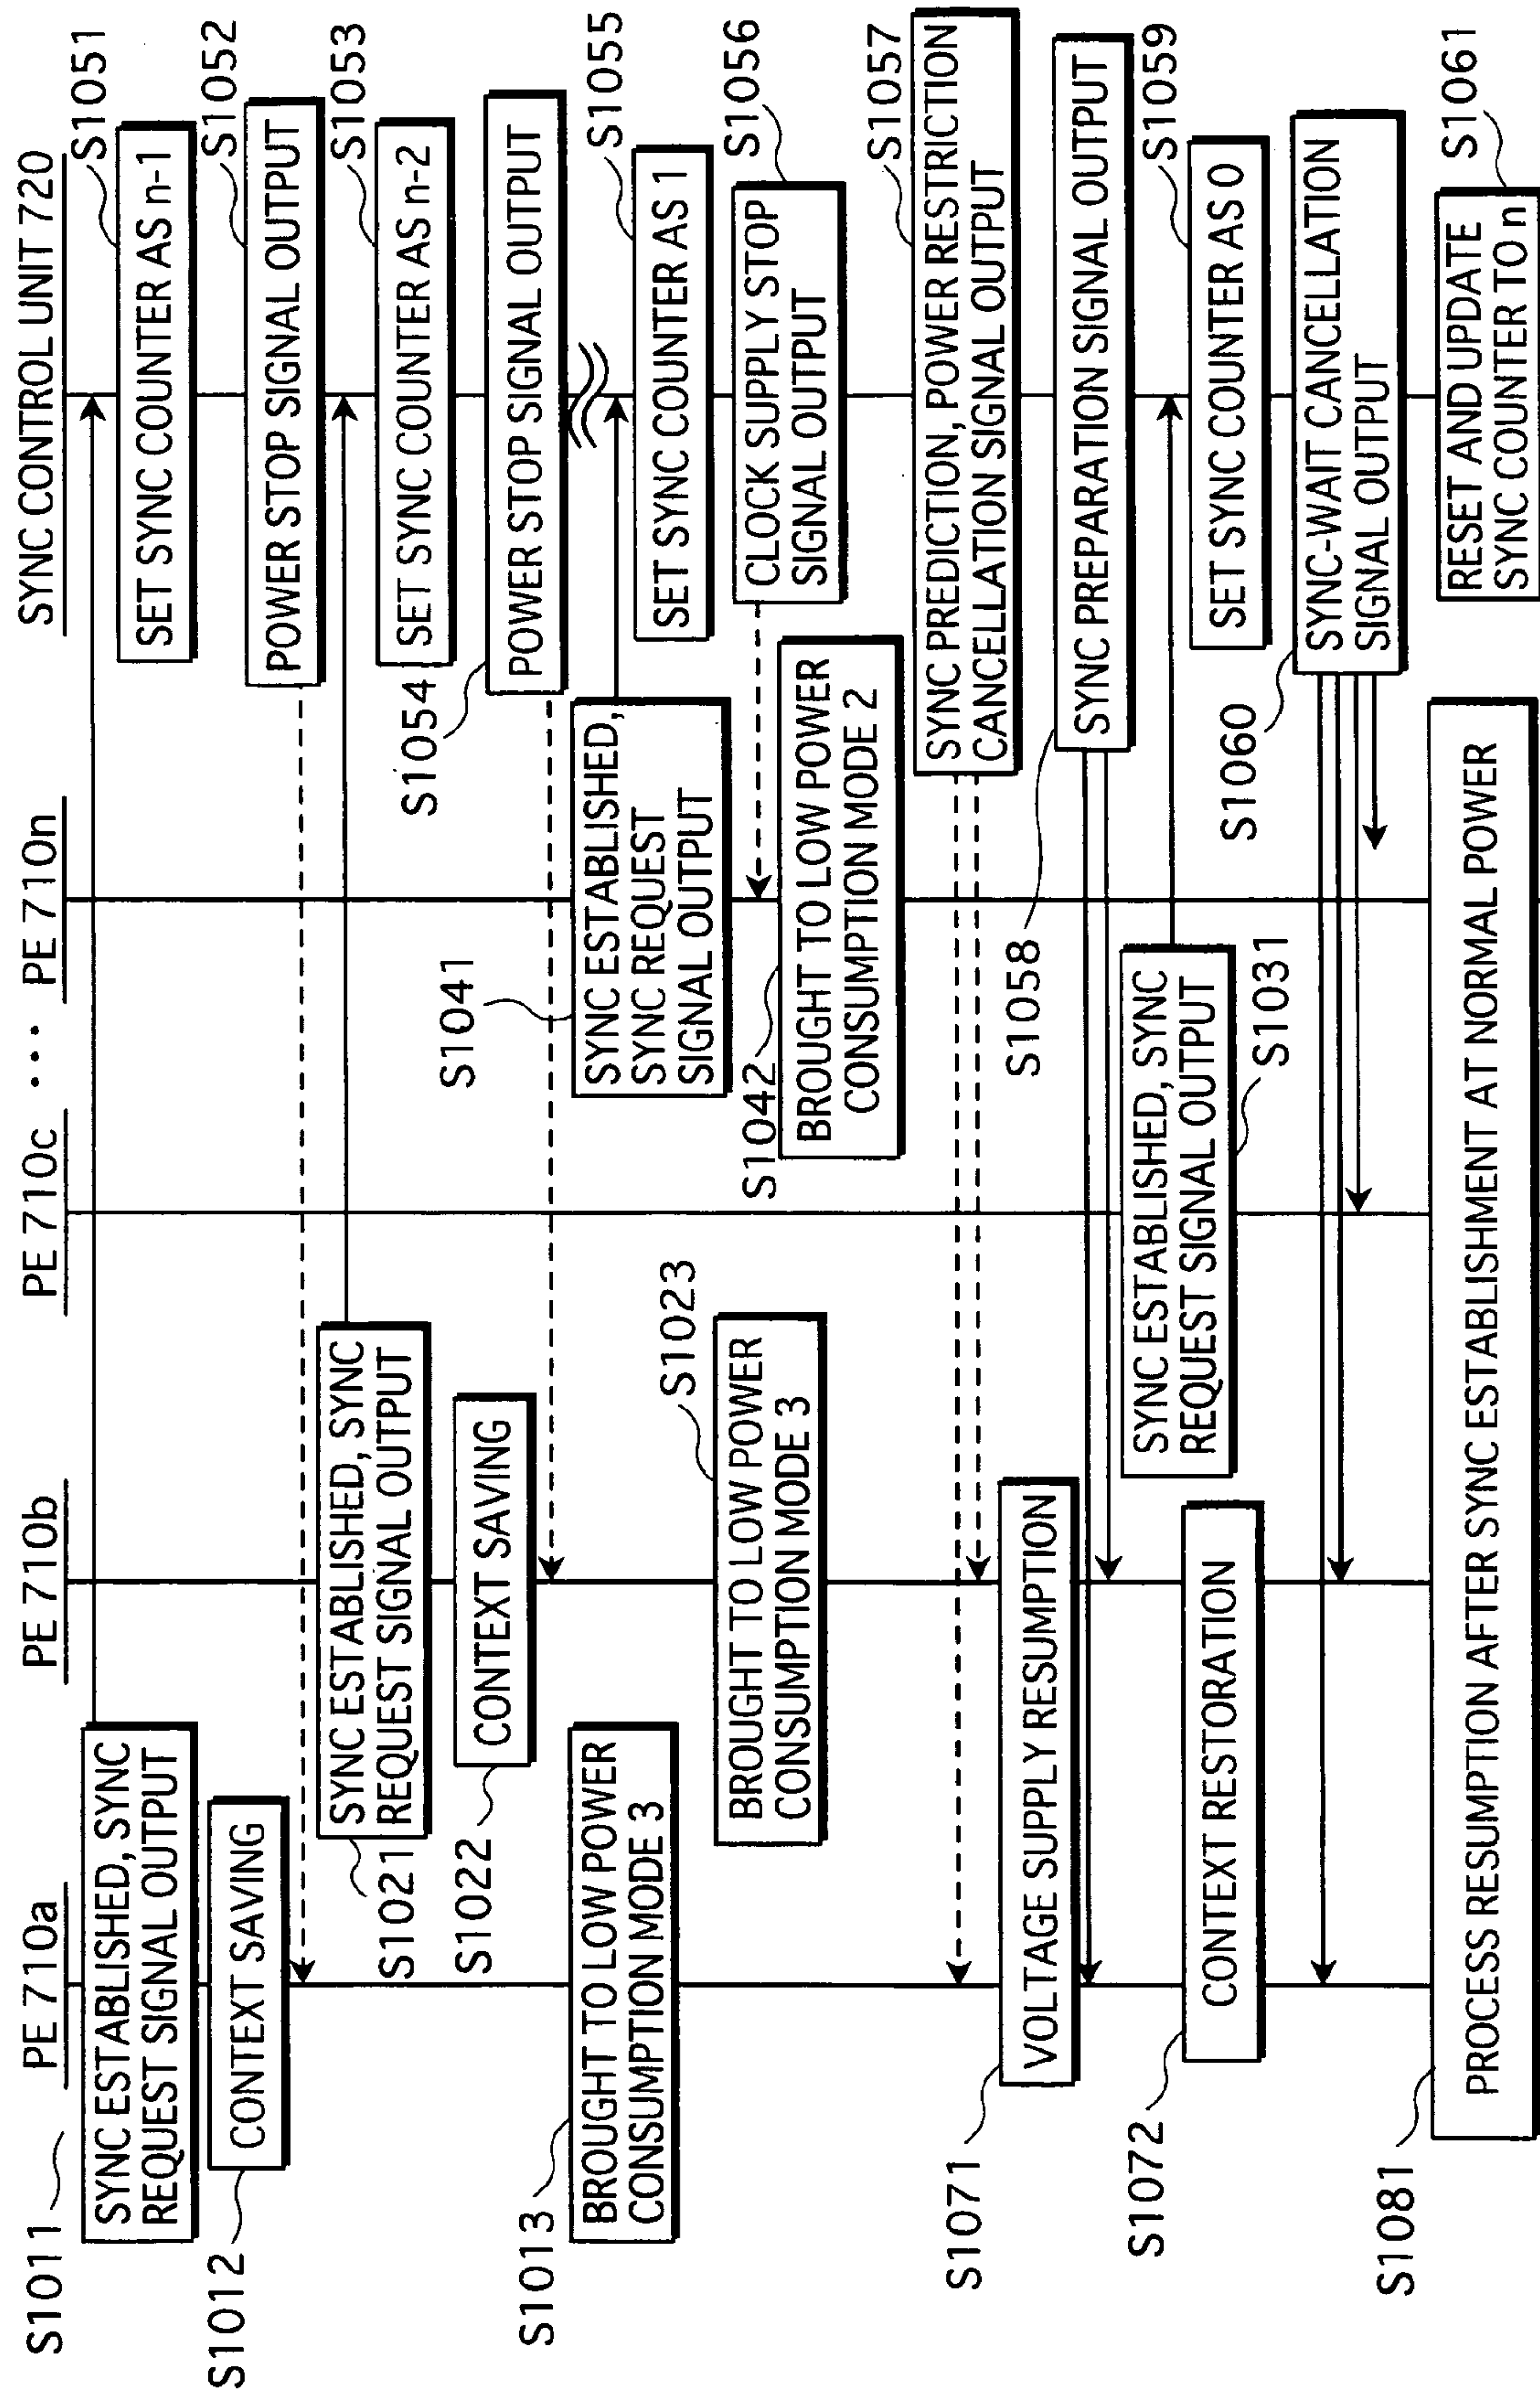 PE 710a
PE 710b
PE 710c
...
PE 710n
SYNC CONTROL UNIT 720
S1011
SYNC ESTABLISHED, SYNC
REQUEST SIGNAL OUTPUT
S1051
SET SYNC COUNTER AS n-1
S1012
CONTEXT SAVING
S1052
POWER STOP SIGNAL OUTPUT
S1021
SYNC ESTABLISHED, SYNC
REQUEST SIGNAL OUTPUT
S1053
SET SYNC COUNTER AS n-2
S1022
CONTEXT SAVING
S1054
POWER STOP SIGNAL OUTPUT
S1013
BROUGHT TO LOW POWER
CONSUMPTION MODE 3
S1041
SYNC ESTABLISHED,
SYNC REQUEST
SIGNAL OUTPUT
S1055
SET SYNC COUNTER AS 1
S1023
BROUGHT TO LOW POWER
CONSUMPTION MODE 3
S1056
CLOCK SUPPLY STOP
SIGNAL OUTPUT
S1042
BROUGHT TO LOW POWER
CONSUMPTION MODE 2
S1057
SYNC PREDICTION, POWER RESTRICTION
CANCELLATION SIGNAL OUTPUT
S1071
VOLTAGE SUPPLY RESUMPTION
S1058
SYNC PREPARATION SIGNAL OUTPUT
SYNC ESTABLISHED, SYNC
REQUEST SIGNAL OUTPUT
S1031
S1059
SET SYNC COUNTER AS 0
S1072
CONTEXT RESTORATION
S1060
SYNC-WAIT CANCELLATION
SIGNAL OUTPUT
S1081
PROCESS RESUMPTION AFTER SYNC ESTABLISHMENT AT NORMAL POWER
S1061
RESET AND UPDATE
SYNC COUNTER TO n